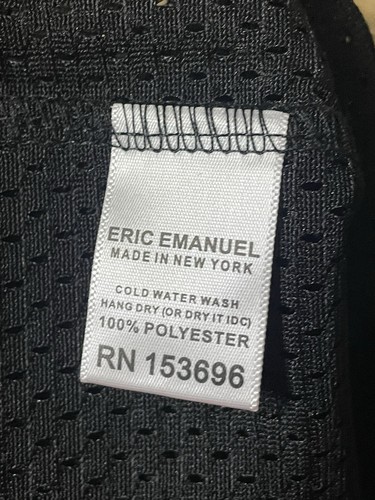 ERIC EMANUEL
MADE IN NEW YORK
COLD WATER WASH
HANG DRY (OR DRY IT IDC)
100% POLYESTER
RN 153696